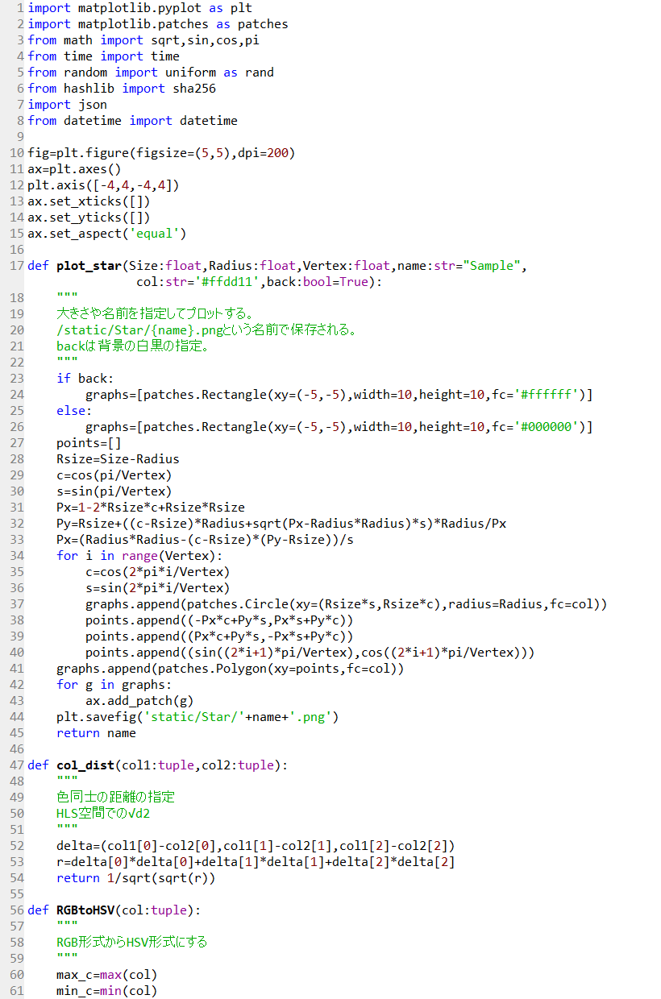 1 import matplotlib.pyplot as plt
2 import matplotlib.patches as patches
3 from math import sqrt,sin,cos,pi
4 from time import time
5 from random import uniform as rand
6 from hashlib import sha256
7 import json
8 from datetime import datetime
9
10 fig=plt.figure(figsize=(5,5),dpi=200)
11 ax=plt.axes()
12 plt.axis([-4,4,-4,4])
13 ax.set_xticks([])
14 ax.set_yticks([])
15 ax.set_aspect('equal')
16
17 def plot_star(Size:float,Radius:float,Vertex:float,name:str="Sample",
               col:str='#ffdd11',back:bool=True):
18     """
19     大きさや名前を指定してプロットする。
20     /static/Star/{name}.pngという名前で保存される。
21     backは背景の白黒の指定。
22     """
23     if back:
24         graphs=[patches.Rectangle(xy=(-5,-5),width=10,height=10,fc='#ffffff')]
25     else:
26         graphs=[patches.Rectangle(xy=(-5,-5),width=10,height=10,fc='#000000')]
27     points=[]
28     Rsize=Size-Radius
29     c=cos(pi/Vertex)
30     s=sin(pi/Vertex)
31     Px=1-2*Rsize*c+Rsize*Rsize
32     Py=Rsize+((c-Rsize)*Radius+sqrt(Px-Radius*Radius)*s)*Radius/Px
33     Px=(Radius*Radius-(c-Rsize)*(Py-Rsize))/s
34     for i in range(Vertex):
35         c=cos(2*pi*i/Vertex)
36         s=sin(2*pi*i/Vertex)
37         graphs.append(patches.Circle(xy=(Rsize*s,Rsize*c),radius=Radius,fc=col))
38         points.append((-Px*c+Py*s,Px*s+Py*c))
39         points.append((Px*c+Py*s,-Px*s+Py*c))
40         points.append((sin((2*i+1)*pi/Vertex),cos((2*i+1)*pi/Vertex)))
41     graphs.append(patches.Polygon(xy=points,fc=col))
42     for g in graphs:
43         ax.add_patch(g)
44     plt.savefig('static/Star/'+name+'.png')
45     return name
46
47 def col_dist(col1:tuple,col2:tuple):
48     """
49     色同士の距離の指定
50     HLS空間での√d2
51     """
52     delta=(col1[0]-col2[0],col1[1]-col2[1],col1[2]-col2[2])
53     r=delta[0]*delta[0]+delta[1]*delta[1]+delta[2]*delta[2]
54     return 1/sqrt(sqrt(r))
55
56 def RGBtoHSV(col:tuple):
57     """
58     RGB形式からHSV形式にする
59     """
60     max_c=max(col)
61     min_c=min(col)